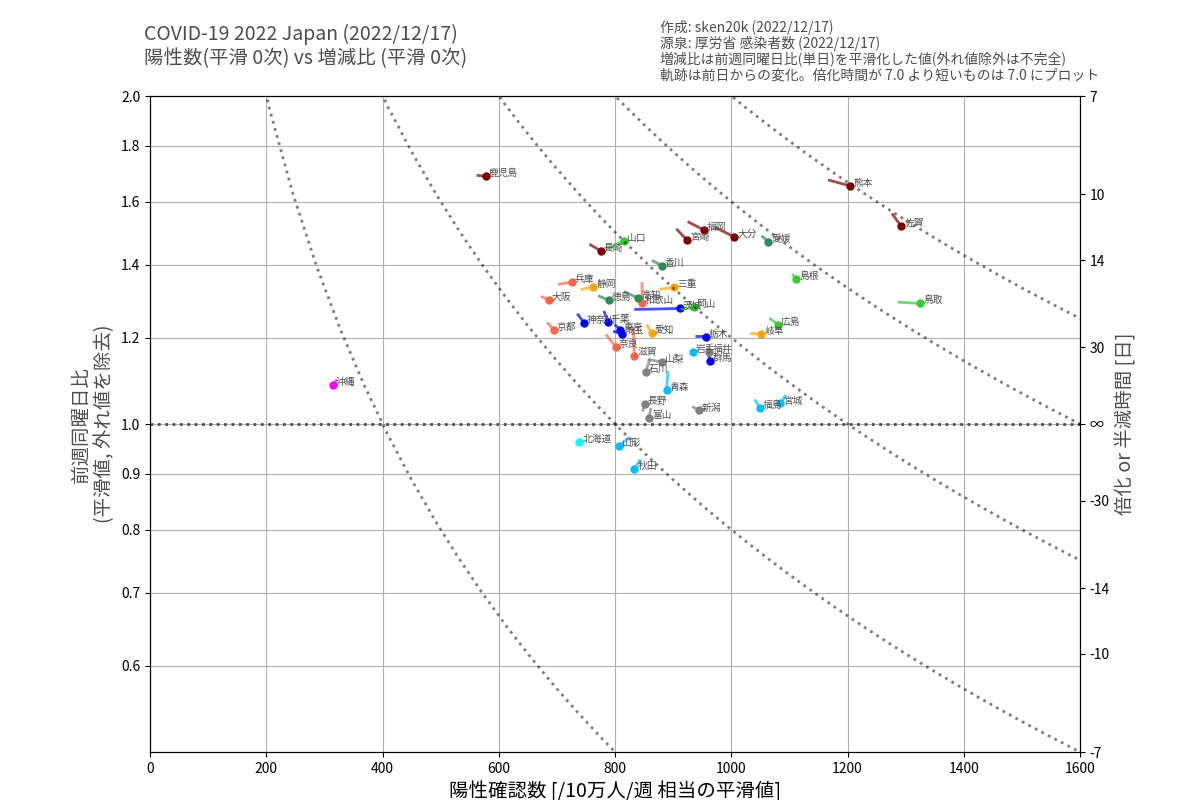 COVID-19 2022 Japan (2022/12/17)
陽性数(平滑 0次) vs 増減比 (平滑 0次)
作成: sken20k (2022/12/17)
源泉: 厚労省 感染者数 (2022/12/17)
増減比は前週同曜日比(単日)を平滑化した値(外れ値除外は不完全)
軌跡は前日からの変化。倍化時間が 7.0 より短いものは 7.0 にプロット
2.0
1.8
1.6
1.4
1.2
1.0
0.9
0.8
0.7
0.6
前週同曜日比
(平滑値, 外れ値を除去)
7
10
14
30
∞
-30
-14
-10
-7
倍化 or 半減時間 [日]
鹿児島
熊本
佐賀
福岡
大分
宮崎
愛媛
山口
長崎
香川
島根
兵庫
静岡
三重
大阪
徳島
高知
和歌山
岡山
鳥取
神奈川
千葉
広島
京都
愛知
栃木
岐阜
奈良
滋賀
岩手
福井
群馬
山梨
石川
沖縄
青森
長野
新潟
福島
宮城
富山
北海道
山形
秋田
0
200
400
600
800
1000
1200
1400
1600
陽性確認数 [/10万人/週 相当の平滑値]